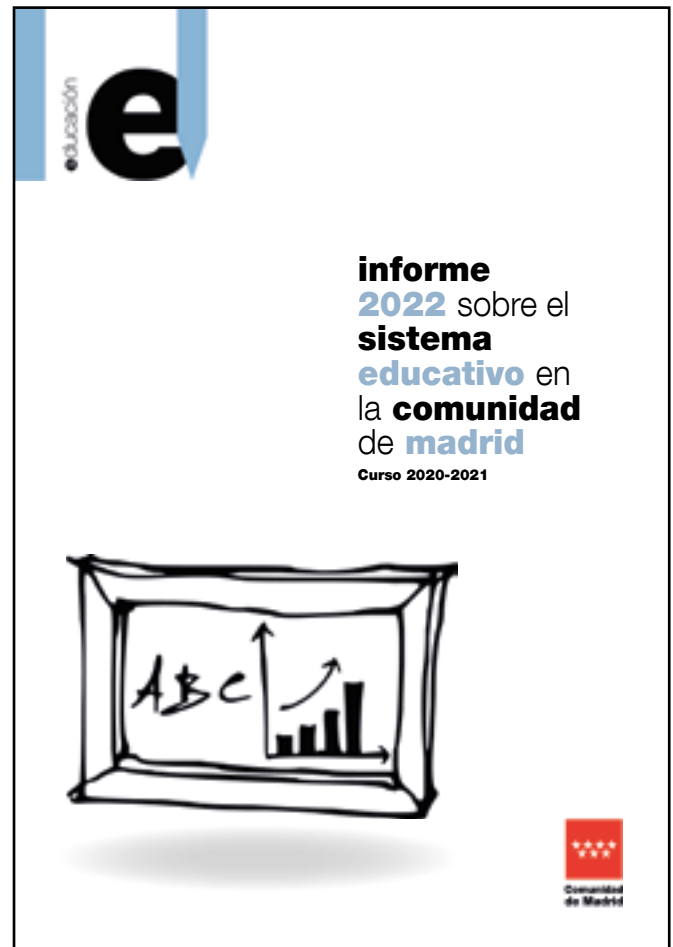 educación
e
informe
2022 sobre el
sistema
educativo en
la comunidad
de madrid
Curso 2020-2021
ABC
Comunidad
de Madrid